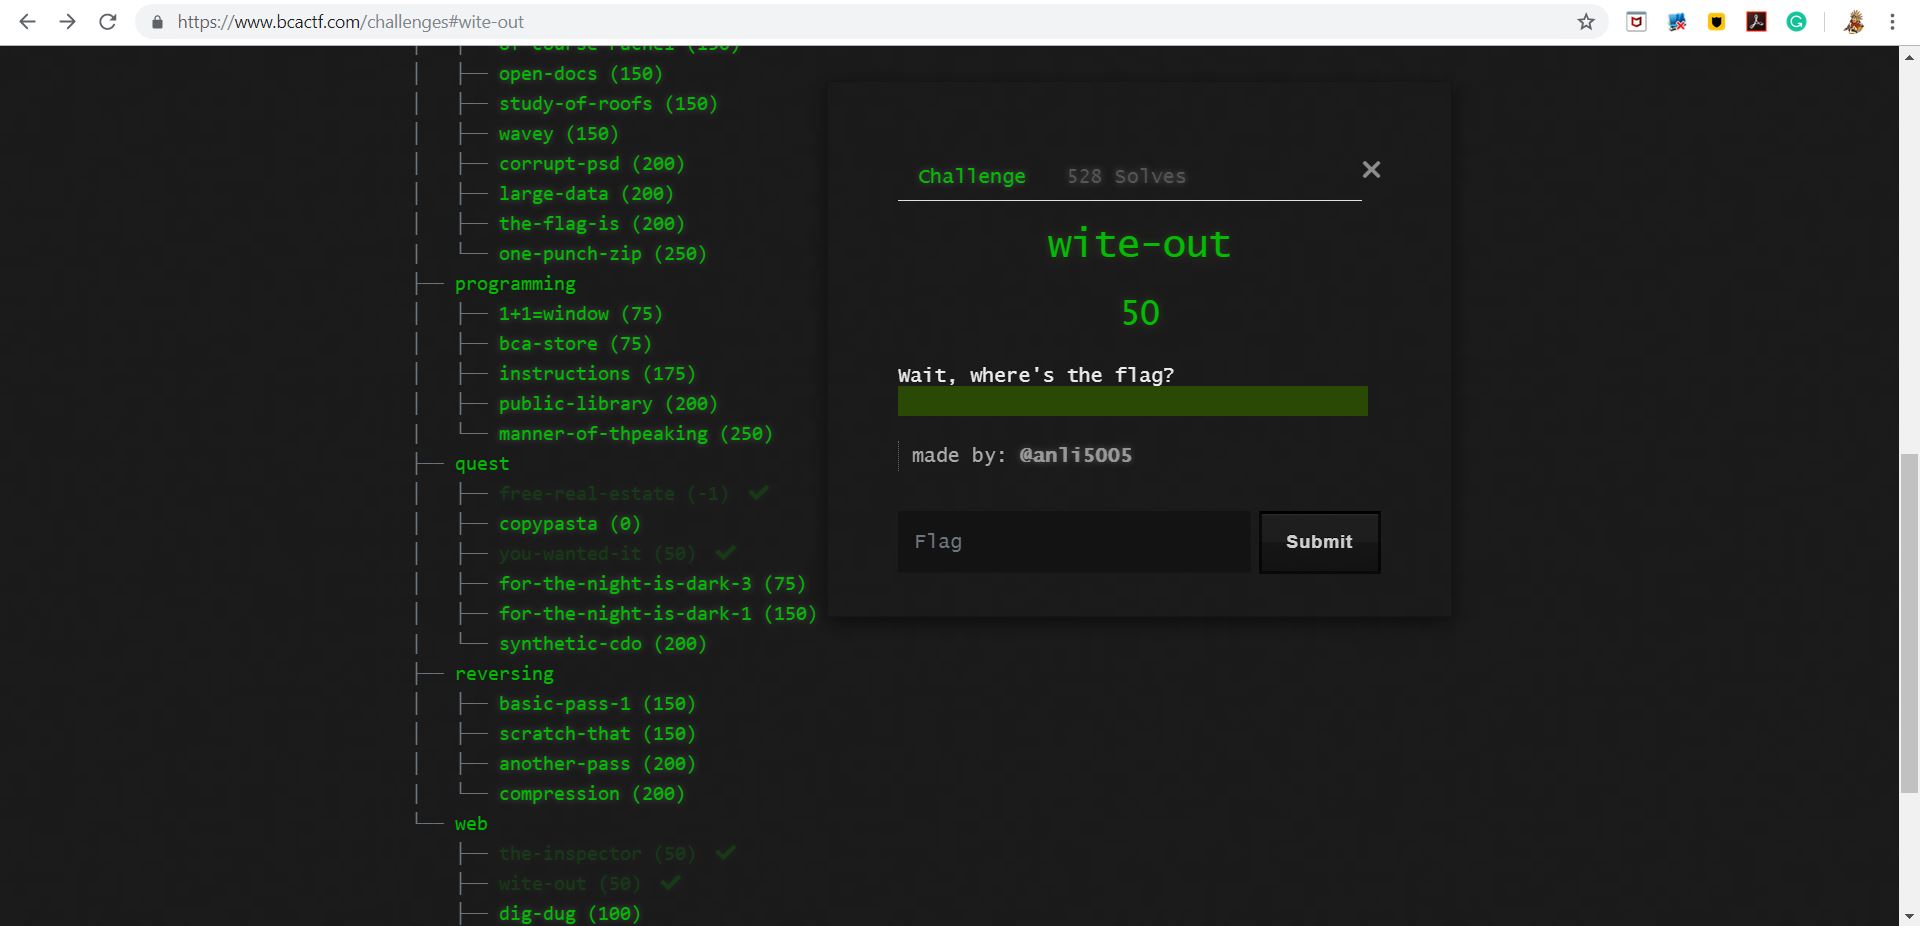 https://www.bcactf.com/challenges#wite-out
of-course-rachel (150)
open-docs (150)
study-of-roofs (150)
wavey (150)
corrupt-psd (200)
large-data (200)
the-flag-is (200)
one-punch-zip (250)
programming
1+1=window (75)
bca-store (75)
instructions (175)
public-library (200)
manner-of-thpeaking (250)
quest
free-real-estate (-1)
copypasta (0)
you-wanted-it (50)
for-the-night-is-dark-3 (75)
for-the-night-is-dark-1 (150)
synthetic-cdo (200)
reversing
basic-pass-1 (150)
scratch-that (150)
another-pass (200)
compression (200)
web
the-inspector (50)
wite-out (50)
dig-dug (100)
Challenge 528 Solves
wite-out
50
Wait, where's the flag?
made by: @anli5005
Flag Submit